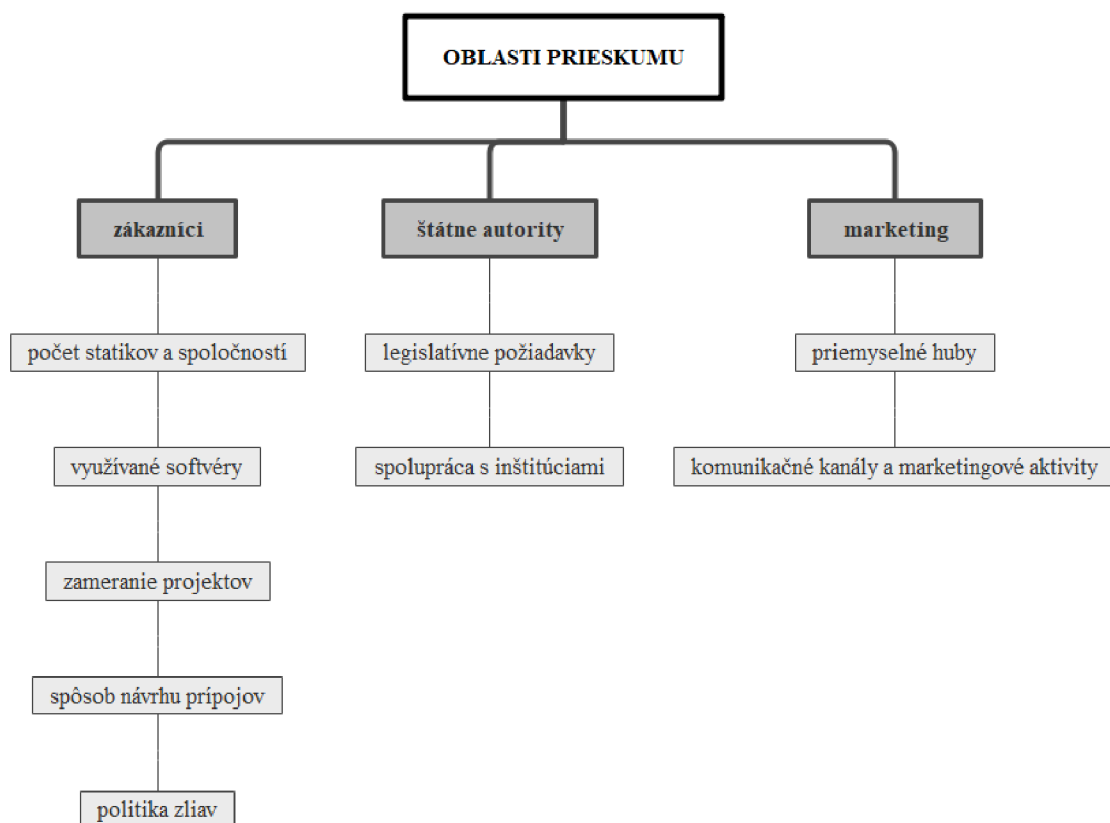 OBLASTI PRIESKUMU
zákazníci
štátne autority
marketing
počet statikov a spoločností
legislatívne požiadavky
priemyselné huby
využívané softvéry
spolupráca s inštitúciami
komunikačné kanály a marketingové aktivity
zameranie projektov
spôsob návrhu prípojov
politika zliav